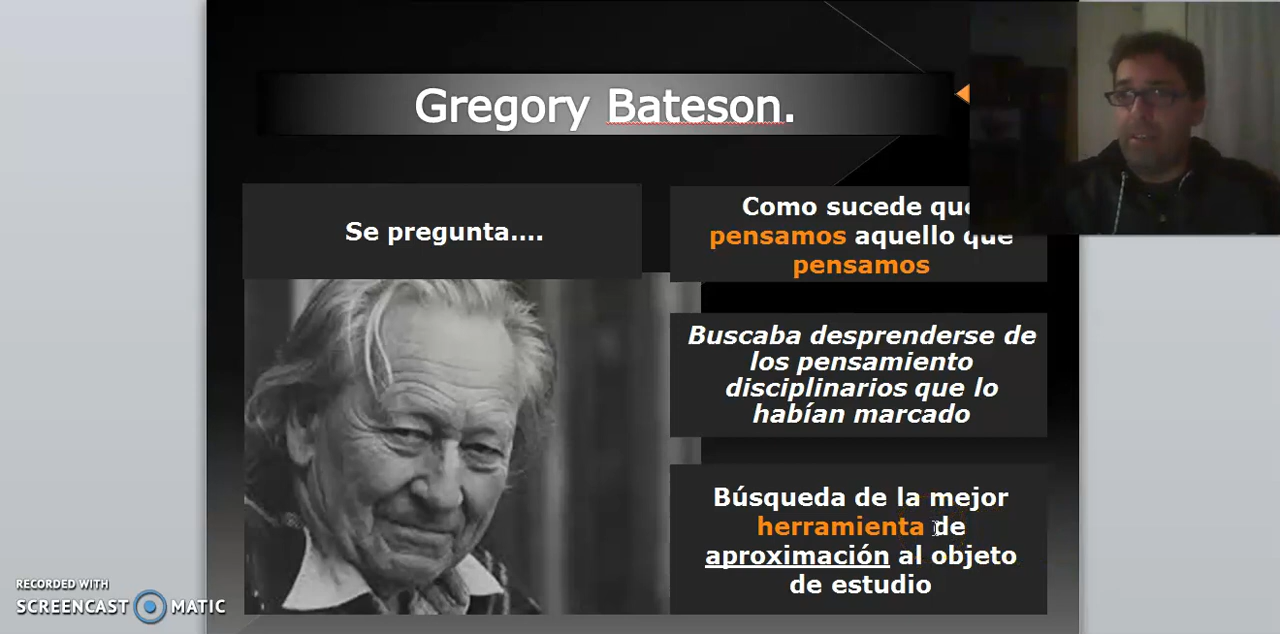 Gregory Bateson.
Se pregunta....
Como sucede que
pensamos aquello que
pensamos
Buscaba desprenderse de
los pensamiento
disciplinarios que lo
habían marcado
Búsqueda de la mejor
herramienta de
aproximación al objeto
de estudio
RECORDED WITH
SCREENCAST MATIC